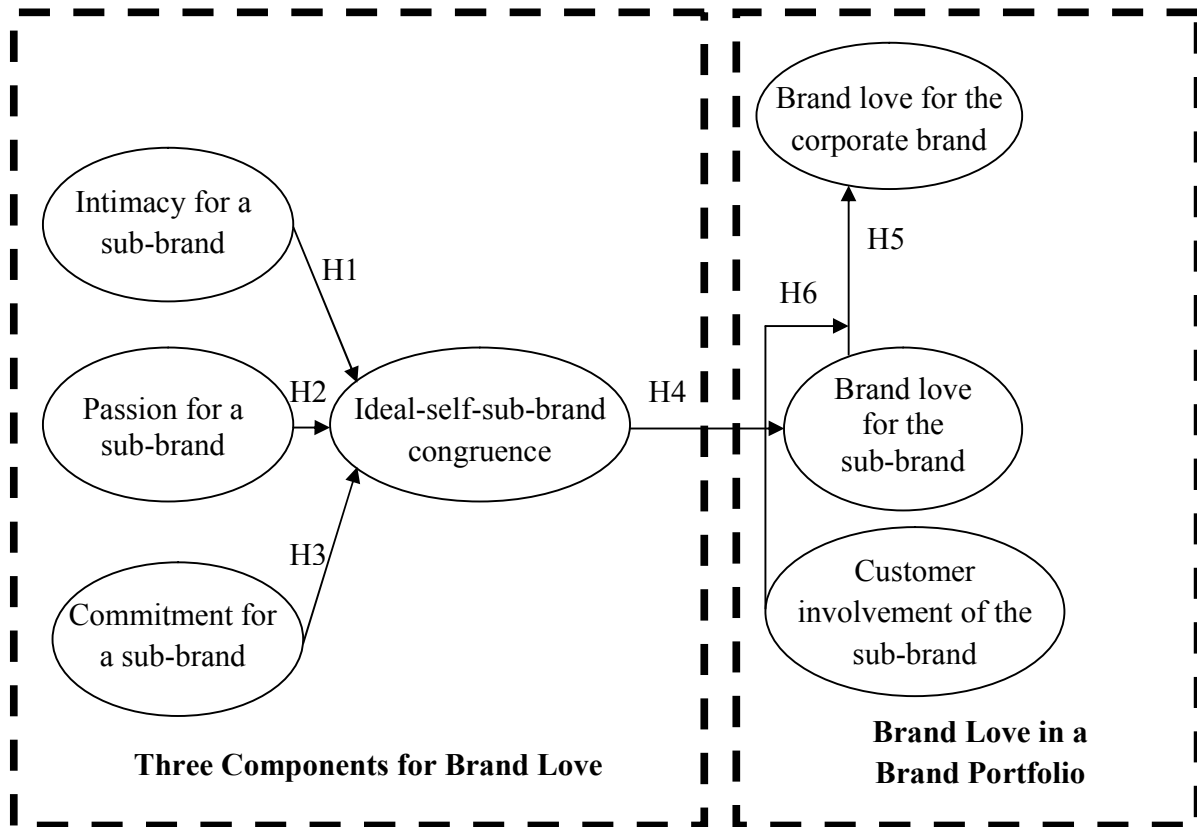 Intimacy for a
sub-brand
H1
Passion for a
sub-brand
H2
Commitment for
a sub-brand
H3
Ideal-self-sub-brand
congruence
H4
Three Components for Brand Love
Brand love for the
corporate brand
H5
H6
Brand love
for the
sub-brand
Customer
involvement of the
sub-brand
Brand Love in a
Brand Portfolio